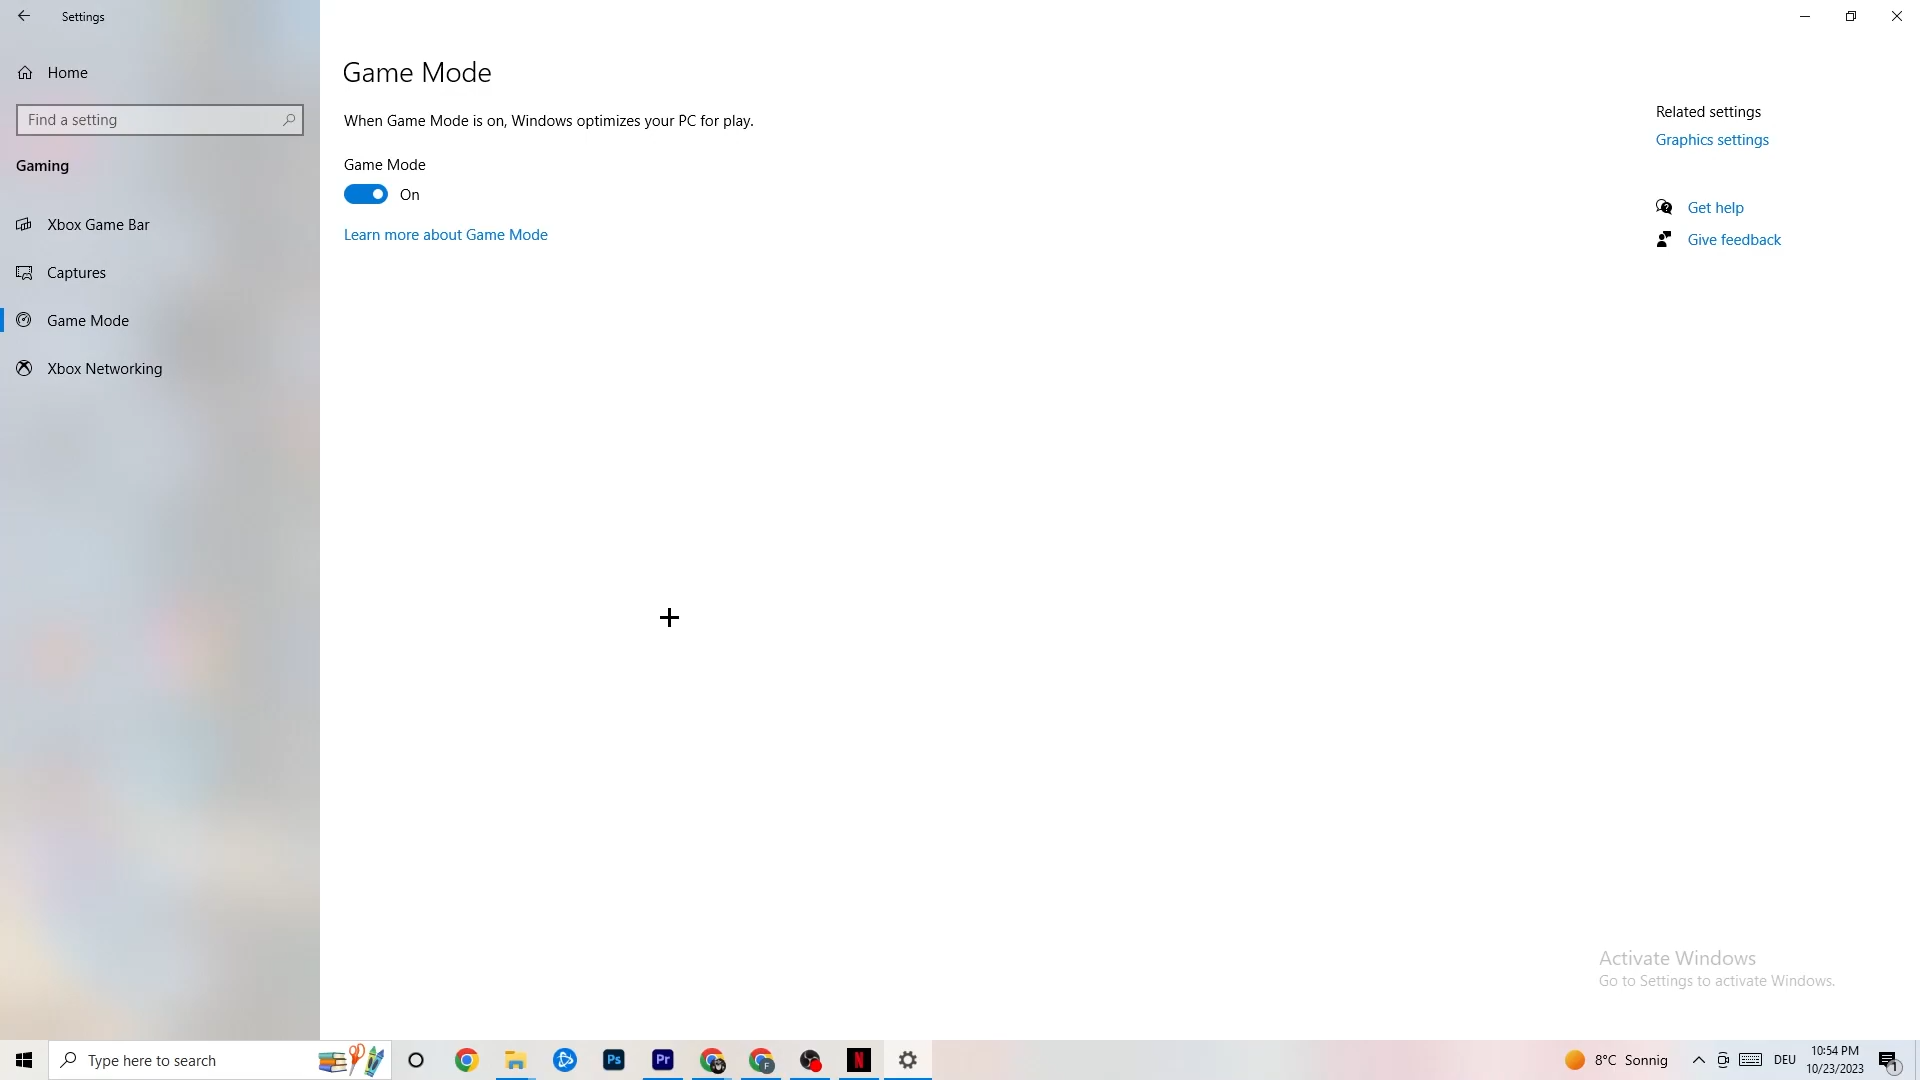 Settings
Home
Find a setting
Gaming
Xbox Game Bar
Captures
Game Mode
Xbox Networking
Game Mode
When Game Mode is on, Windows optimizes your PC for play.
Game Mode
On
Learn more about Game Mode
Related settings
Graphics settings
Get help
Give feedback
Activate Windows
Go to Settings to activate Windows.
Type here to search
Ps
Pr
F
N
8°C Sonnig
DEU
10:54 PM
10/23/2023
1